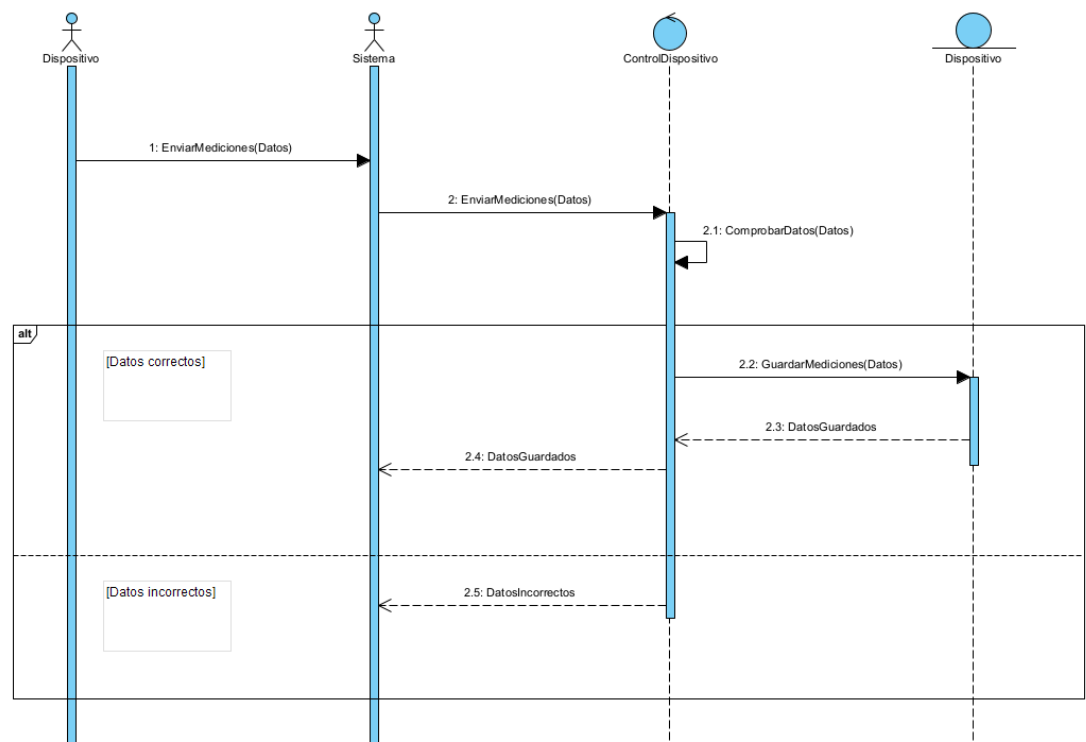 Dispositivo
Sistema
ControlDispositivo
Dispositivo
1: EnviarMediciones(Datos)
2: EnviarMediciones(Datos)
2.1: ComprobarDatos(Datos)
alt
[Datos correctos]
2.2: GuardarMediciones(Datos)
2.3: DatosGuardados
2.4: DatosGuardados
[Datos incorrectos]
2.5: DatosIncorrectos